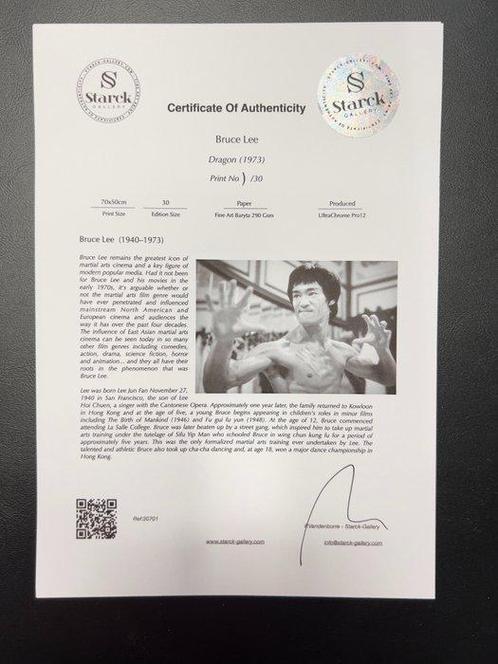 Starck
GALLERY
Certificate Of Authenticity
Starck
GALLERY
Bruce Lee
Dragon (1973)
Print No 1 /30
70x50cm
Print Size
30
Edition Size
Paper
Fine Art Baryta 290 Gsm
Produced
UltraChrome Pro12
Bruce Lee (1940–1973)
Bruce Lee remains the greatest icon of
martial arts cinema and a key figure of
modern popular media. Had it not been
for Bruce Lee and his movies in the
early 1970s, it's arguable whether or
not the martial arts film genre would
have ever penetrated and influenced
mainstream North American and
European cinema and audiences the
way it has over the past four decades.
The influence of East Asian martial arts
cinema can be seen today in so many
other film genres including comedies,
action, drama, science fiction, horror
and animation... and they all have their
roots in the phenomenon that was
Bruce Lee.
Lee was born Lee Jun Fan November 27,
1940 in San Francisco, the son of Lee
Hoi Chuen, a singer with the Cantonese Opera. Approximately one year later, the family returned to Kowloon
in Hong Kong and at the age of five, a young Bruce begins appearing in children's roles in minor films
including The Birth of Mankind (1946) and Fu gui fu yun (1948). At the age of 12, Bruce commenced
attending La Salle College. Bruce was later beaten up by a street gang, which inspired him to take up martial
arts training under the tutelage of Sifu Yip Man who schooled Bruce in wing chun kung fu for a period of
approximately five years. This was the only formalized martial arts training ever undertaken by Lee. The
talented and athletic Bruce also took up cha-cha dancing and, at age 18, won a major dance championship in
Hong Kong.
Ref:30701
Vandenborre - Starck-Gallery
www.starck-gallery.com
info@starck-gallery.com